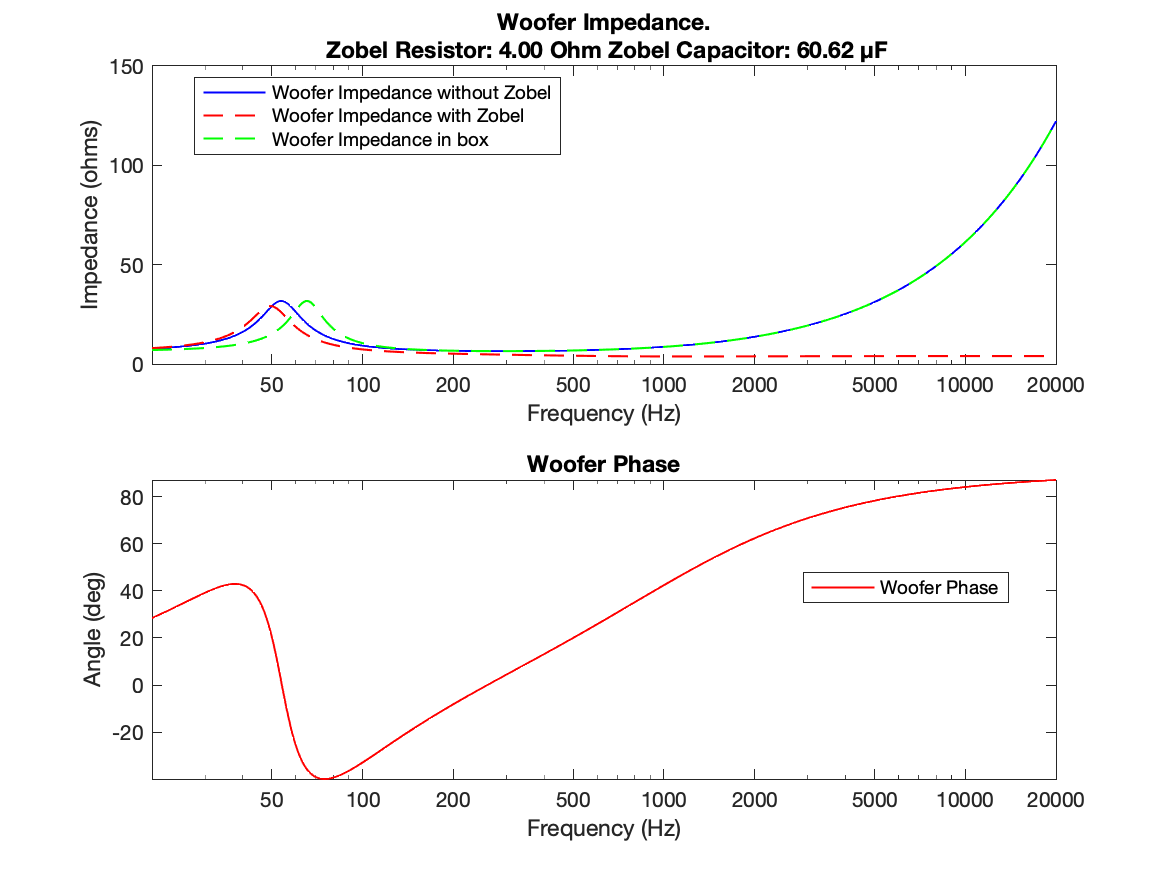 Woofer Impedance.
Zobel Resistor: 4.00 Ohm Zobel Capacitor: 60.62 µF
150
100
50
0
Impedance (ohms)
Woofer Impedance without Zobel
Woofer Impedance with Zobel
Woofer Impedance in box
50 100 200 500 1000 2000 5000 10000 20000
Frequency (Hz)
Woofer Phase
80
60
40
20
0
-20
Angle (deg)
Woofer Phase
50 100 200 500 1000 2000 5000 10000 20000
Frequency (Hz)